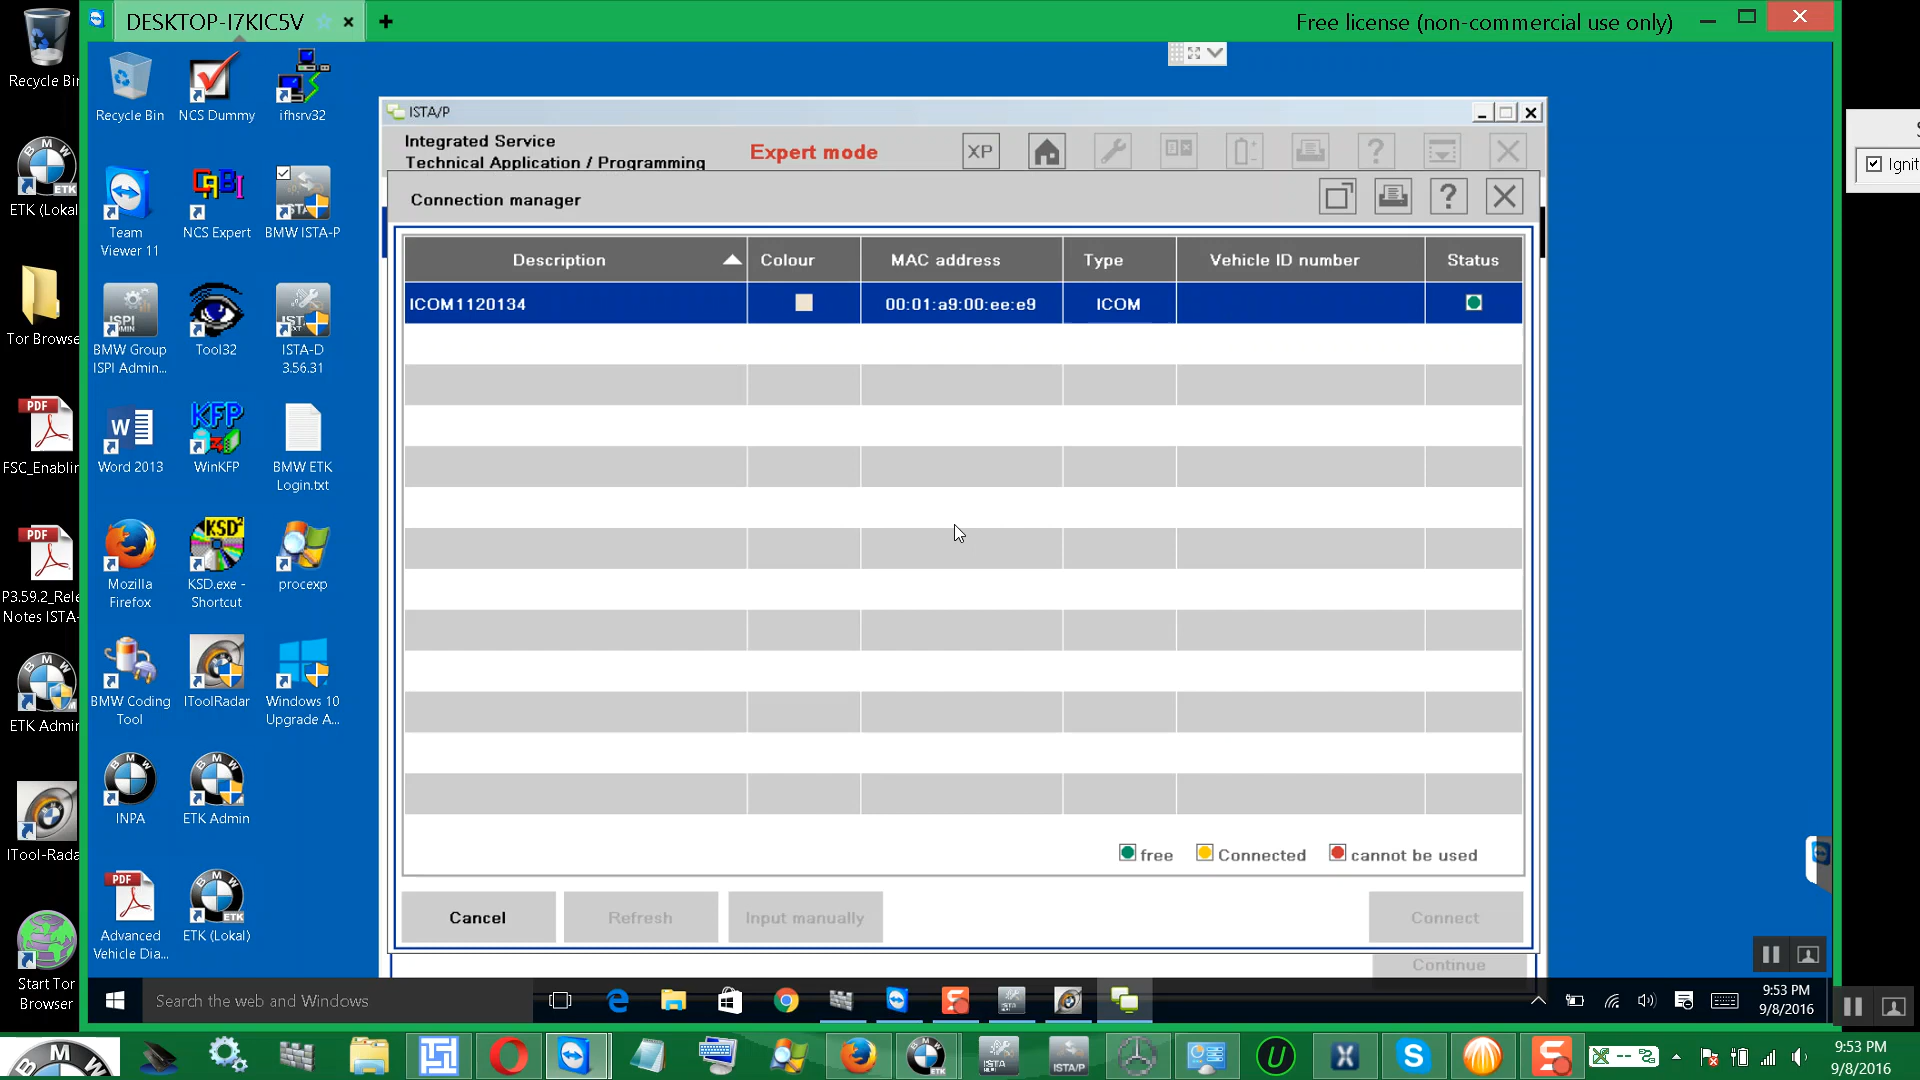 DESKTOP-I7KIC5V
Free license (non-commercial use only)
Recycle Bin
ETK (Lokal
Tor Browse
FSC_Enablin
P3.59.2_Rele
Notes ISTA-
ETK Admin
ITool-Rada
Start Tor
Browser
Recycle Bin
NCS Dummy
ifhsrv32
Team
Viewer 11
NCS Expert
BMW ISTA-P
BMW Group
ISPI Admin...
Tool32
ISTA-D
3.56.31
Word 2013
WinKFP
BMW ETK
Login.txt
Mozilla
Firefox
KSD.exe -
Shortcut
procexp
BMW Coding
Tool
IToolRadar
Windows 10
Upgrade A...
INPA
ETK Admin
Advanced
Vehicle Dia...
ETK (Lokal)
ISTA/P
Integrated Service
Technical Application / Programming
Expert mode
XP
?
Connection manager
?
Description
Colour
MAC address
Type
Vehicle ID number
Status
ICOM1120134
00:01:a9:00:ee:e9
ICOM
free
Connected
cannot be used
Cancel
Refresh
Input manually
Connect
Continue
Ignit
Search the web and Windows
9:53 PM
9/8/2016
9:53 PM
9/8/2016